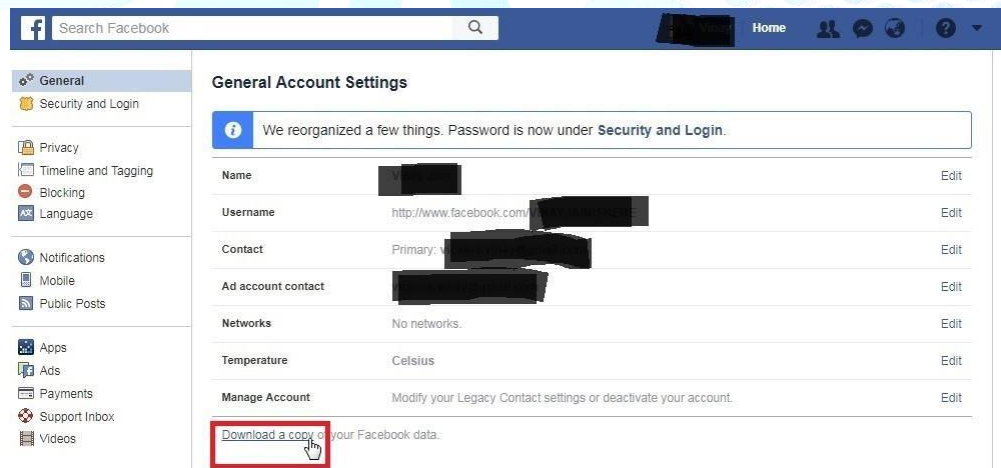 f Search Facebook Home
General
Security and Login
Privacy
Timeline and Tagging
Blocking
Language
Notifications
Mobile
Public Posts
Apps
Ads
Payments
Support Inbox
Videos
General Account Settings
We reorganized a few things. Password is now under Security and Login.
Name Edit
Username http://www.facebook.com/ Edit
Contact Primary: Edit
Ad account contact Edit
Networks No networks. Edit
Temperature Celsius Edit
Manage Account Modify your Legacy Contact settings or deactivate your account. Edit
Download a copy of your Facebook data.